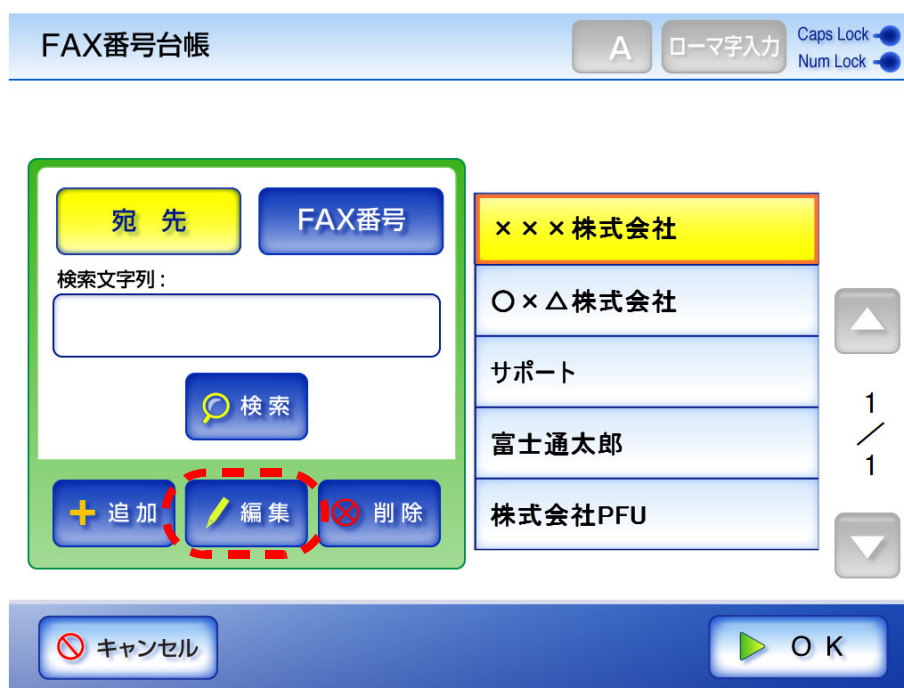 FAX番号台帳
A
ローマ字入力
Caps Lock
Num Lock
宛 先
FAX番号
検索文字列：
検 索
追 加
編 集
削 除
×××株式会社
○×△株式会社
サポート
富士通太郎
株式会社PFU
1
／
1
キャンセル
O K